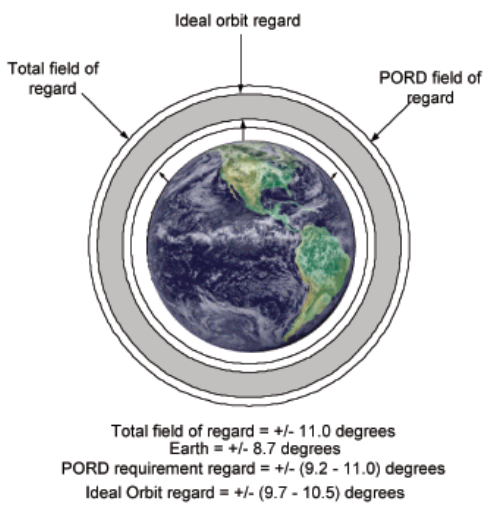 Ideal orbit regard
Total field of
regard
PORD field of
regard
Total field of regard = +/- 11.0 degrees
Earth = +/- 8.7 degrees
PORD requirement regard = +/- (9.2 - 11.0) degrees
Ideal Orbit regard = +/- (9.7 - 10.5) degrees